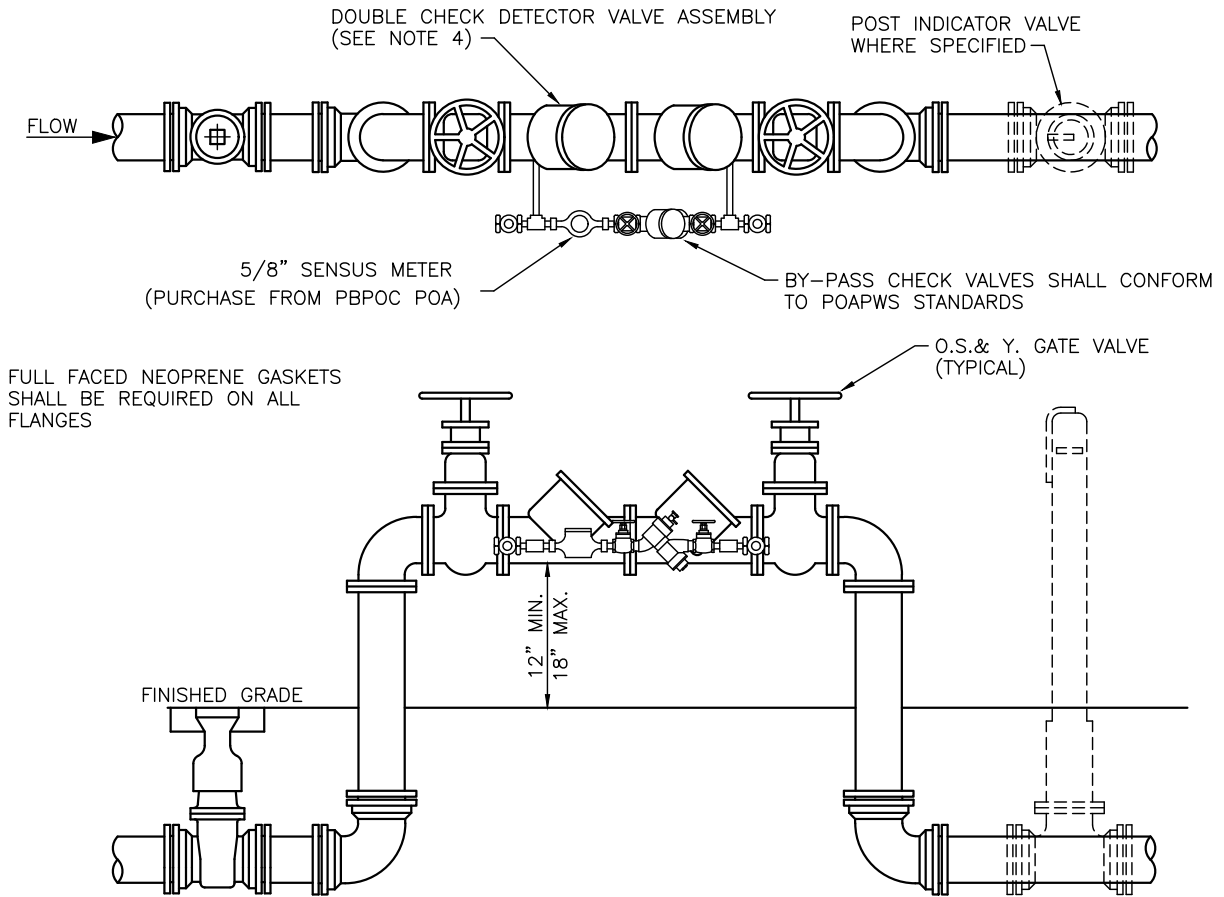 DOUBLE CHECK DETECTOR VALVE ASSEMBLY
(SEE NOTE 4)
POST INDICATOR VALVE
WHERE SPECIFIED
FLOW
5/8" SENSUS METER
(PURCHASE FROM PBPOC POA)
BY-PASS CHECK VALVES SHALL CONFORM
TO POAPWS STANDARDS
O.S.& Y. GATE VALVE
(TYPICAL)
FULL FACED NEOPRENE GASKETS
SHALL BE REQUIRED ON ALL
FLANGES
12" MIN.
18" MAX.
FINISHED GRADE